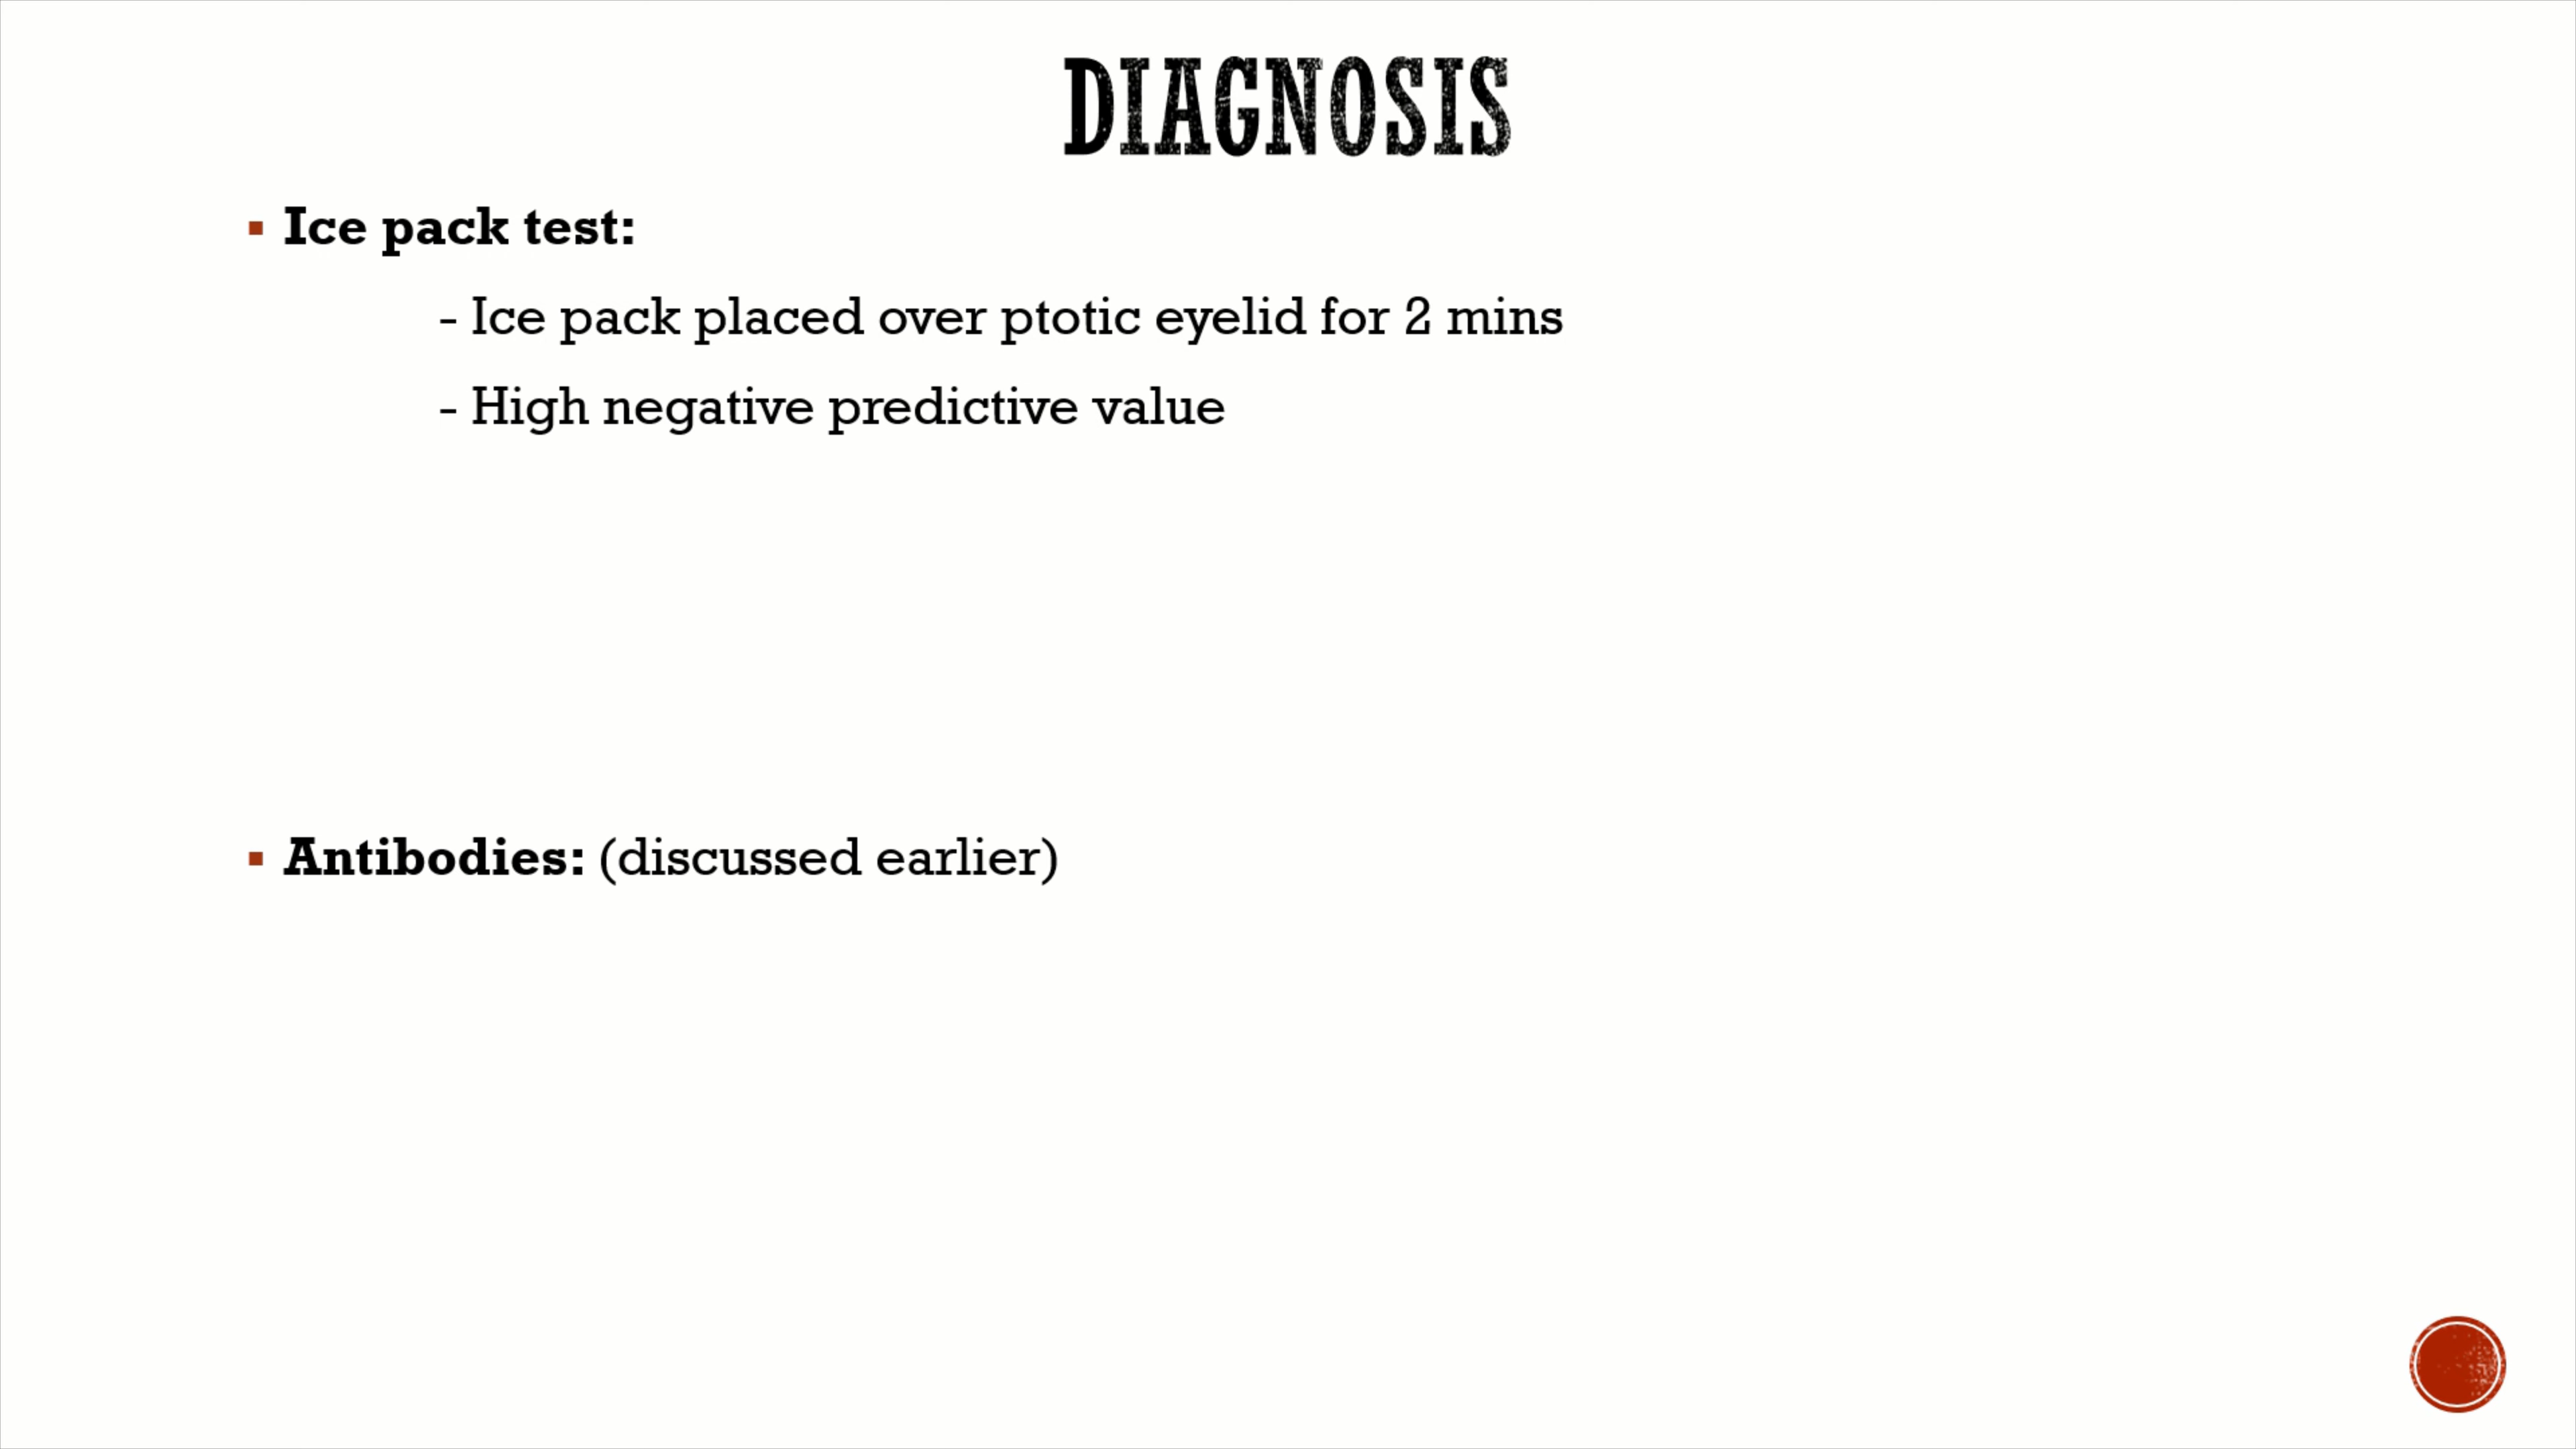 DIAGNOSIS
▪ Ice pack test:
- Ice pack placed over ptotic eyelid for 2 mins
- High negative predictive value
▪ Antibodies: (discussed earlier)